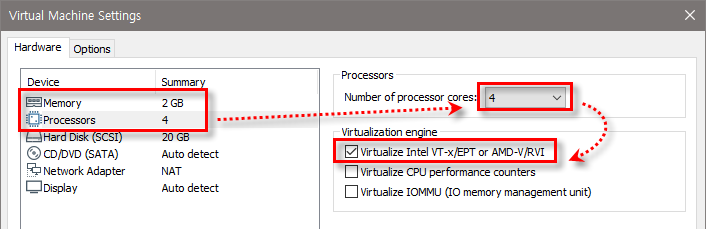 Virtual Machine Settings
Hardware Options
Device Summary
Memory 2 GB
Processors 4
Hard Disk (SCSI) 20 GB
CD/DVD (SATA) Auto detect
Network Adapter NAT
Display Auto detect
Processors
Number of processor cores: 4
Virtualization engine
Virtualize Intel VT-x/EPT or AMD-V/RVI
Virtualize CPU performance counters
Virtualize IOMMU (IO memory management unit)